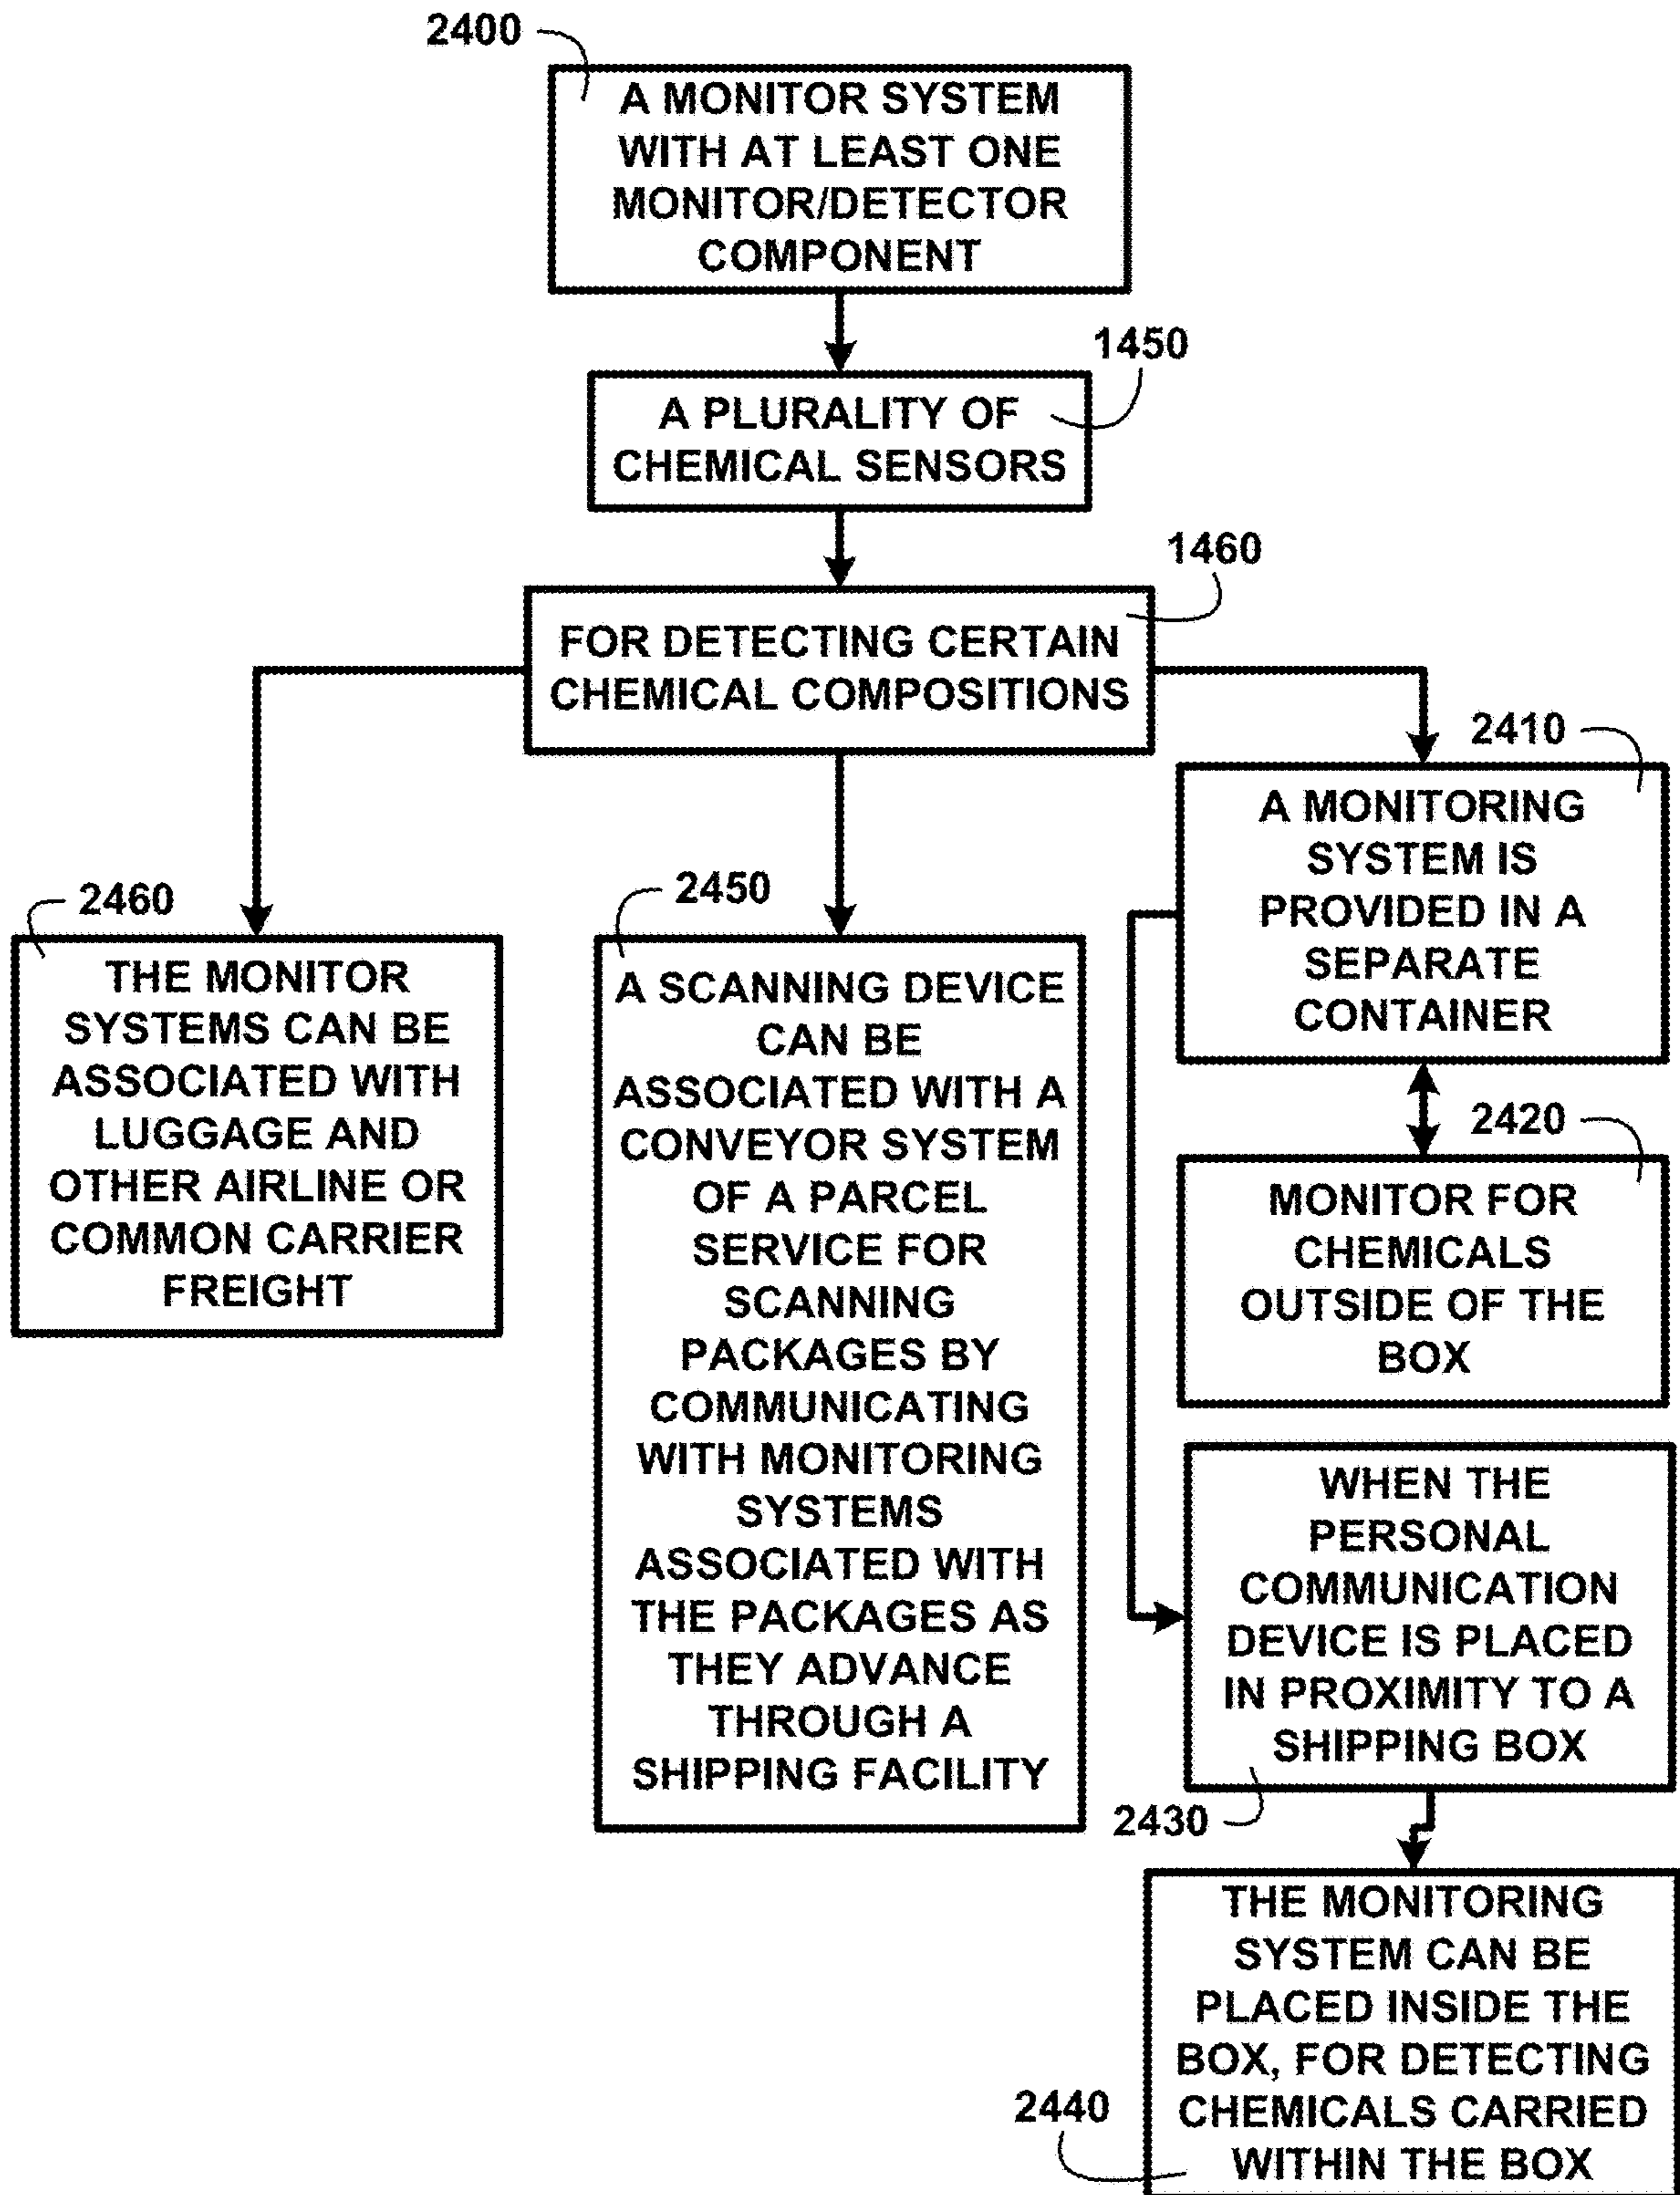 2400
A MONITOR SYSTEM
WITH AT LEAST ONE
MONITOR/DETECTOR
COMPONENT
1450
A PLURALITY OF
CHEMICAL SENSORS
1460
FOR DETECTING CERTAIN
CHEMICAL COMPOSITIONS
2460
THE MONITOR
SYSTEMS CAN BE
ASSOCIATED WITH
LUGGAGE AND
OTHER AIRLINE OR
COMMON CARRIER
FREIGHT
2450
A SCANNING DEVICE
CAN BE
ASSOCIATED WITH A
CONVEYOR SYSTEM
OF A PARCEL
SERVICE FOR
SCANNING
PACKAGES BY
COMMUNICATING
WITH MONITORING
SYSTEMS
ASSOCIATED WITH
THE PACKAGES AS
THEY ADVANCE
THROUGH A
SHIPPING FACILITY
2410
A MONITORING
SYSTEM IS
PROVIDED IN A
SEPARATE
CONTAINER
2420
MONITOR FOR
CHEMICALS
OUTSIDE OF THE
BOX
WHEN THE
PERSONAL
COMMUNICATION
DEVICE IS PLACED
IN PROXIMITY TO A
SHIPPING BOX
2430
THE MONITORING
SYSTEM CAN BE
PLACED INSIDE THE
BOX, FOR DETECTING
CHEMICALS CARRIED
WITHIN THE BOX
2440